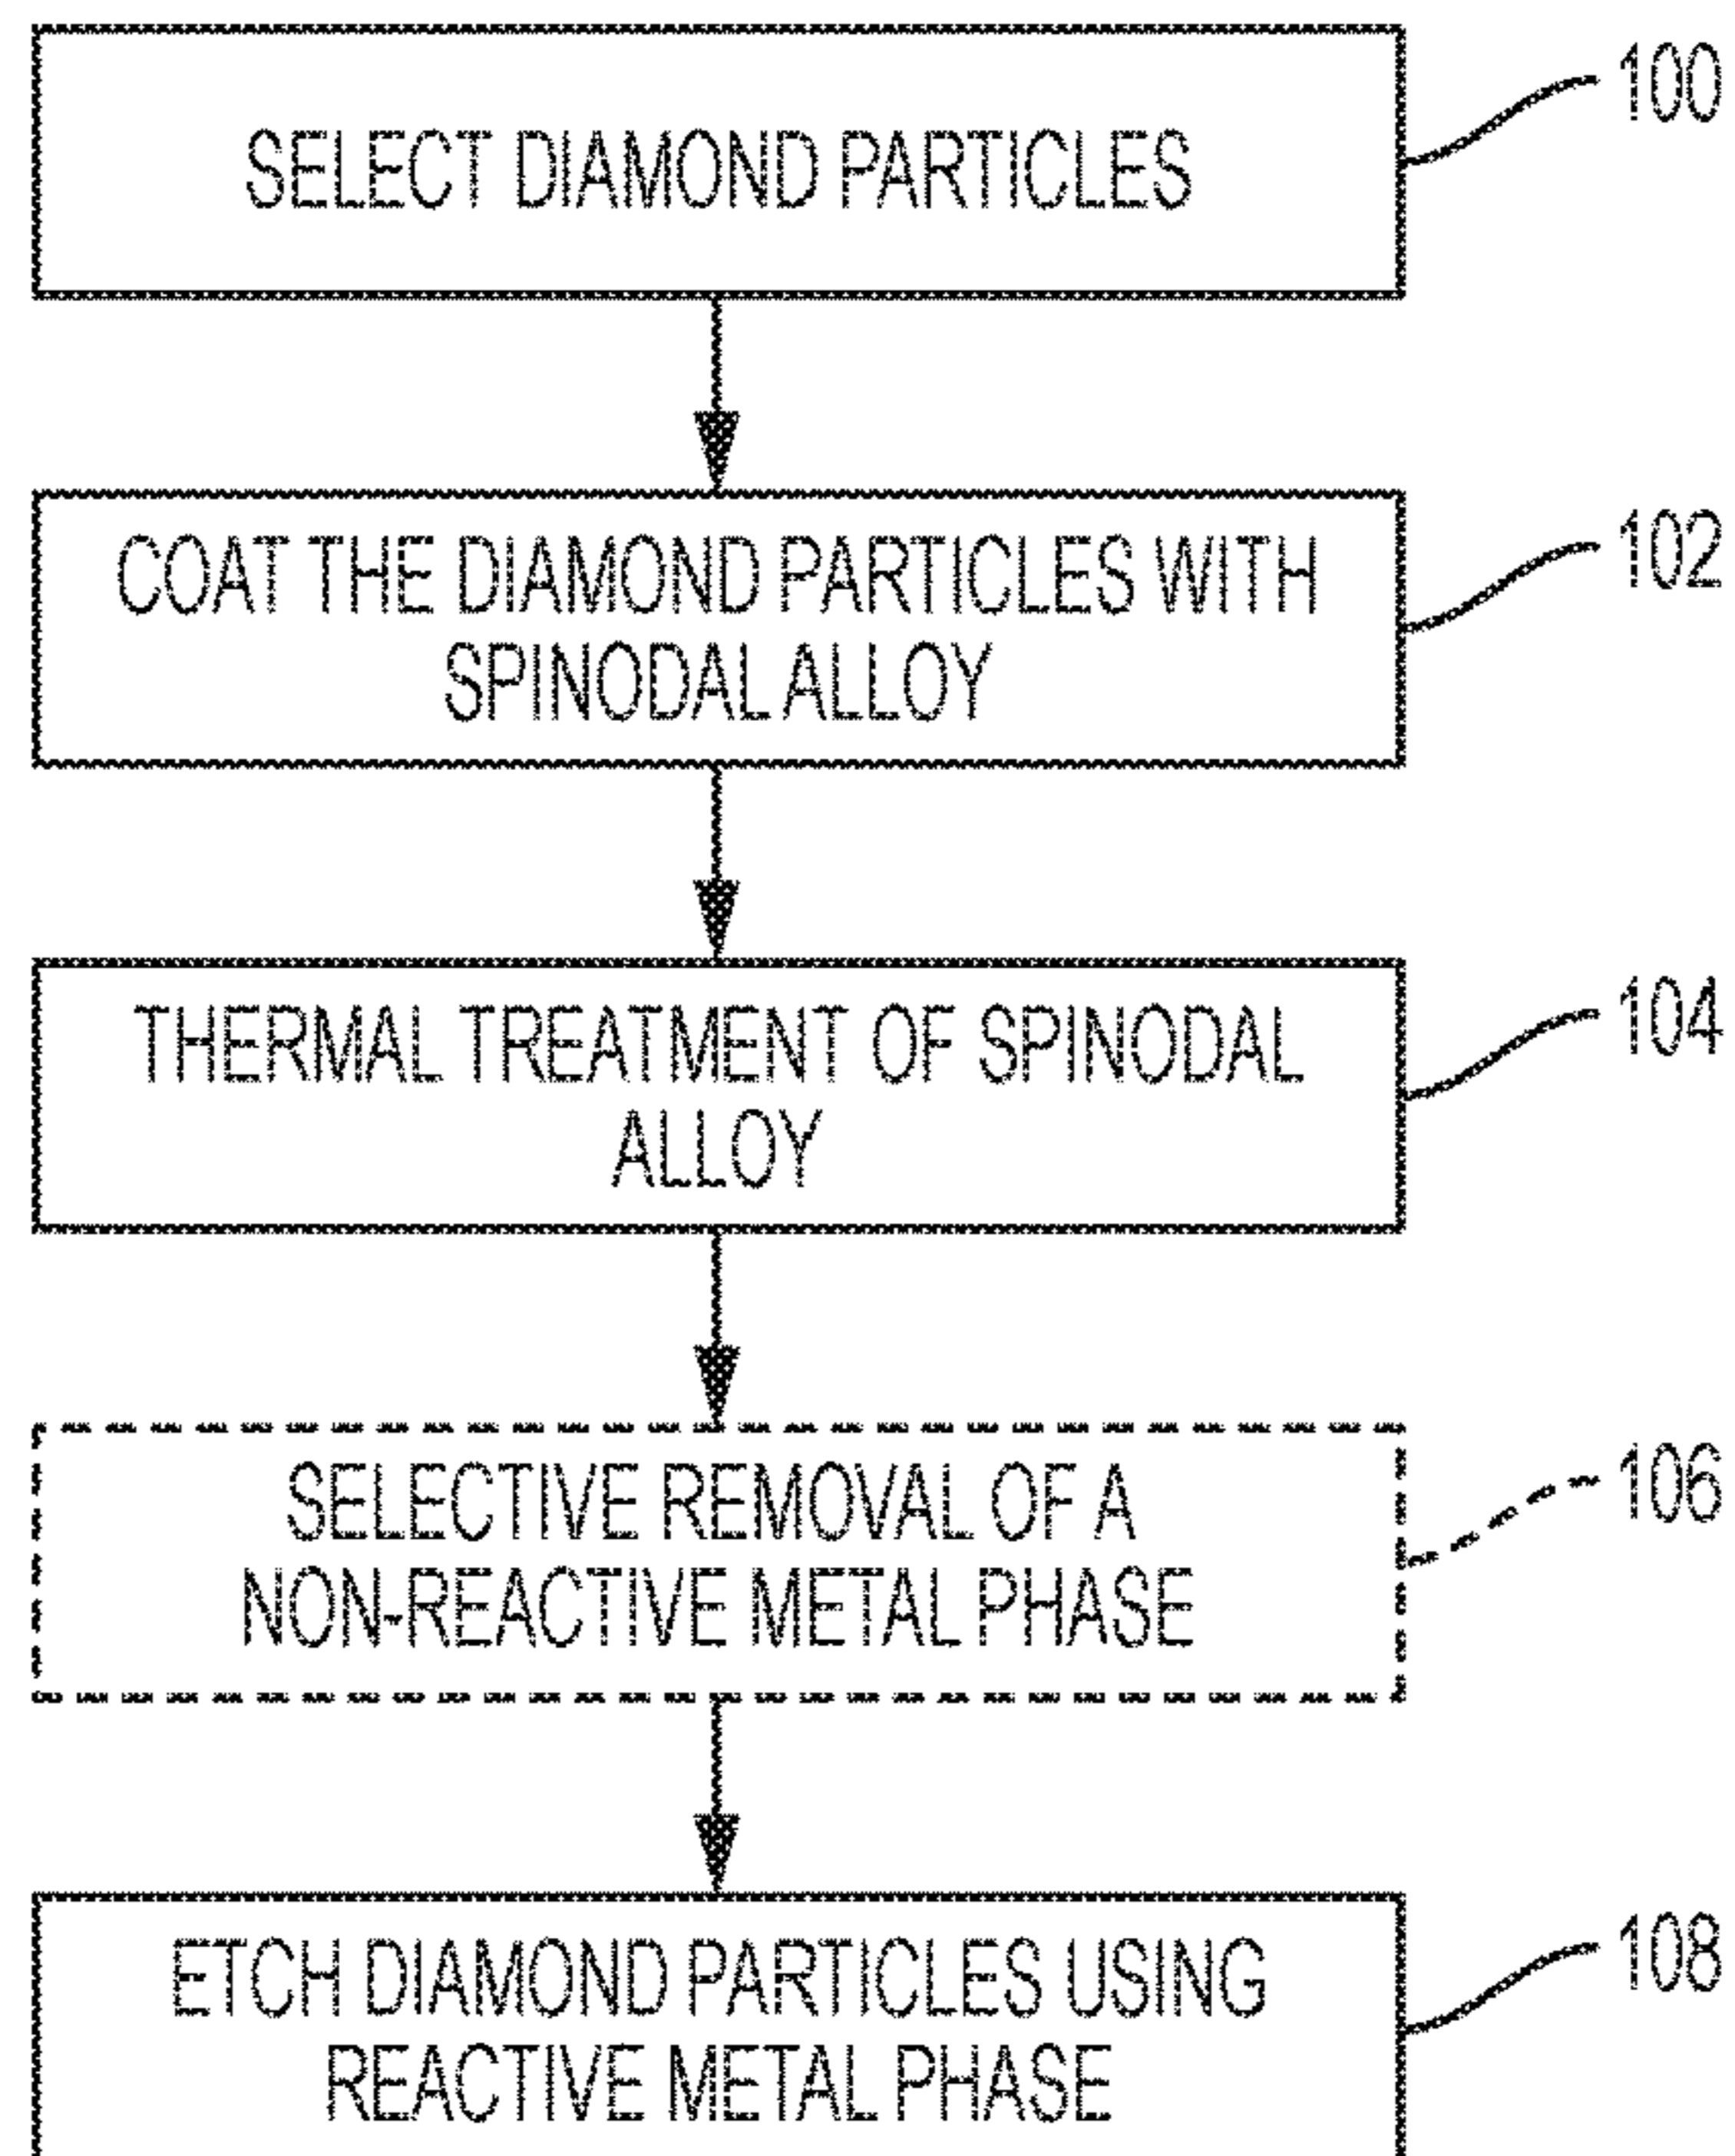 SELECT DIAMOND PARTICLES
100
COAT THE DIAMOND PARTICLES WITH
SPINODAL ALLOY
102
THERMAL TREATMENT OF SPINODAL
ALLOY
104
SELECTIVE REMOVAL OF A
NON-REACTIVE METAL PHASE
106
ETCH DIAMOND PARTICLES USING
REACTIVE METAL PHASE
108